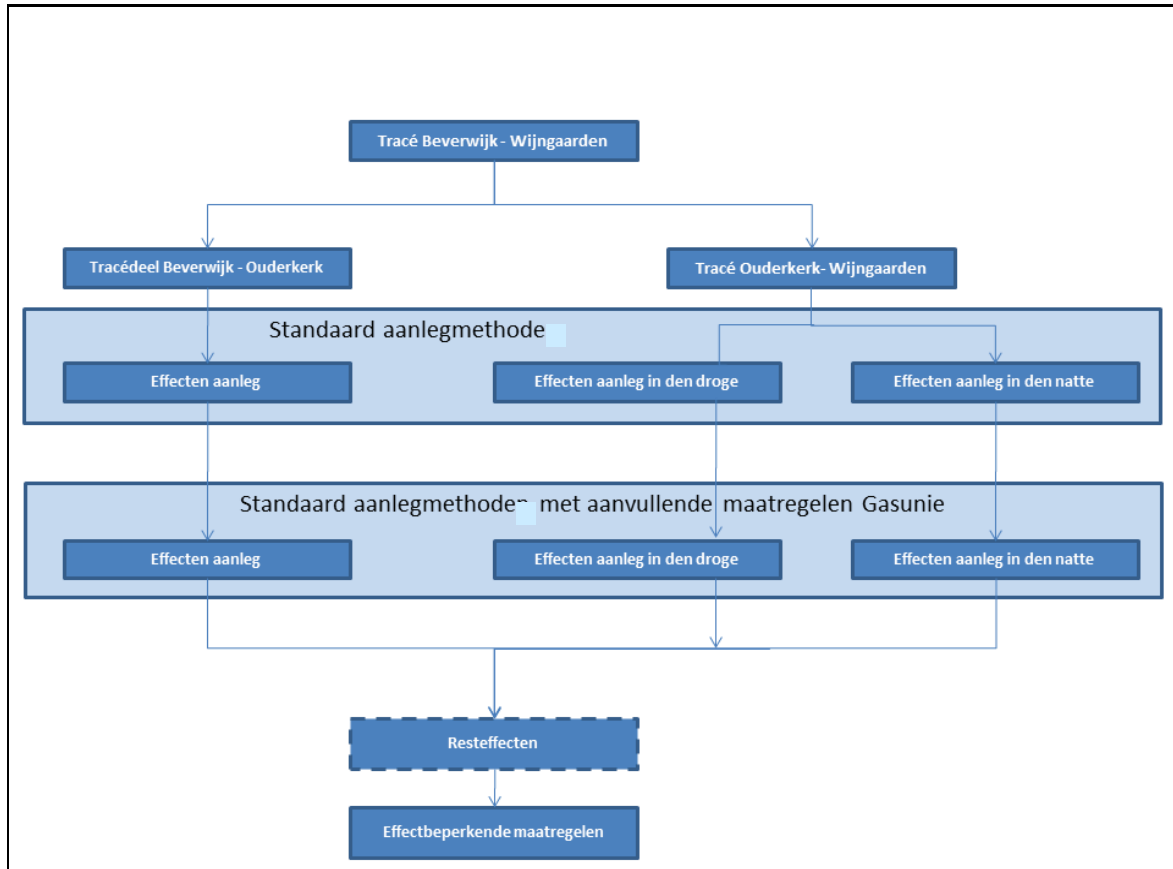 Tracé Beverwijk - Wijngaarden
Tracédeel Beverwijk - Ouderkerk
Tracé Ouderkerk- Wijngaarden
Standaard aanlegmethode
Effecten aanleg
Effecten aanleg in den droge
Effecten aanleg in den natte
Standaard aanlegmethoden met aanvullende maatregelen Gasunie
Effecten aanleg
Effecten aanleg in den droge
Effecten aanleg in den natte
Resteffecten
Effectbeperkende maatregelen